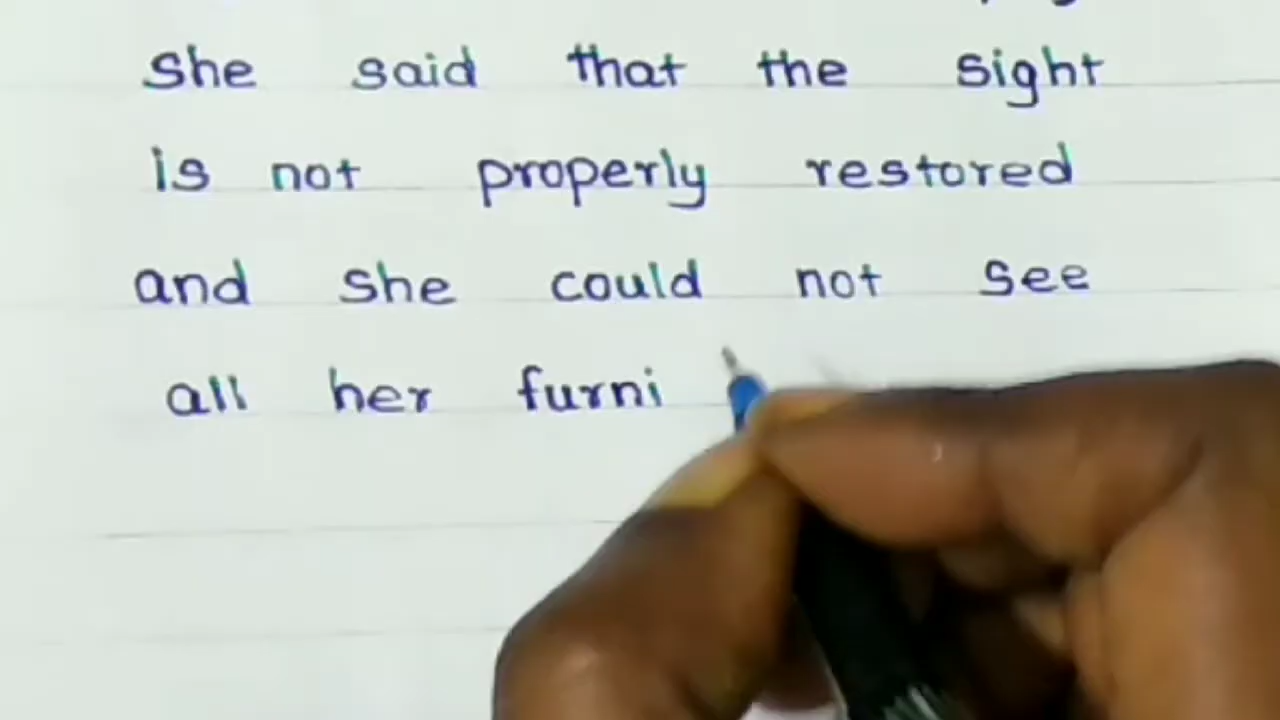 She said that the sight
is not properly restored
and she could not see
all her furni